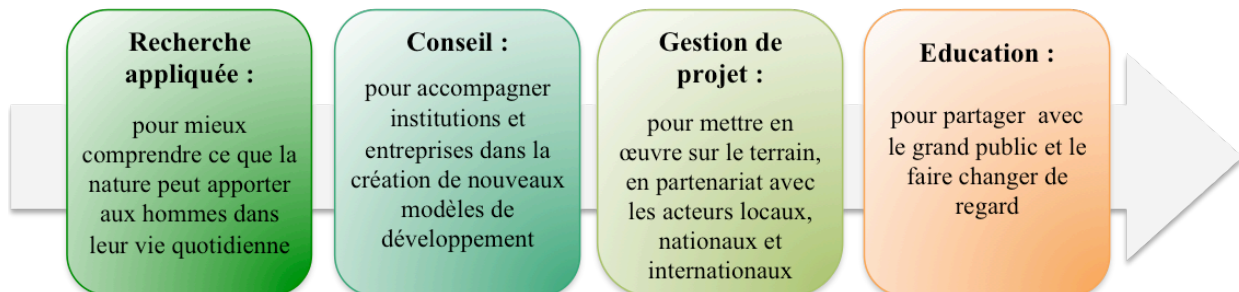 Recherche
appliquée :
pour mieux
comprendre ce que la
nature peut apporter
aux hommes dans
leur vie quotidienne
Conseil :
pour accompagner
institutions et
entreprises dans la
création de nouveaux
modèles de
développement
Gestion de
projet :
pour mettre en
œuvre sur le terrain,
en partenariat avec
les acteurs locaux,
nationaux et
internationaux
Education :
pour partager avec
le grand public et le
faire changer de
regard